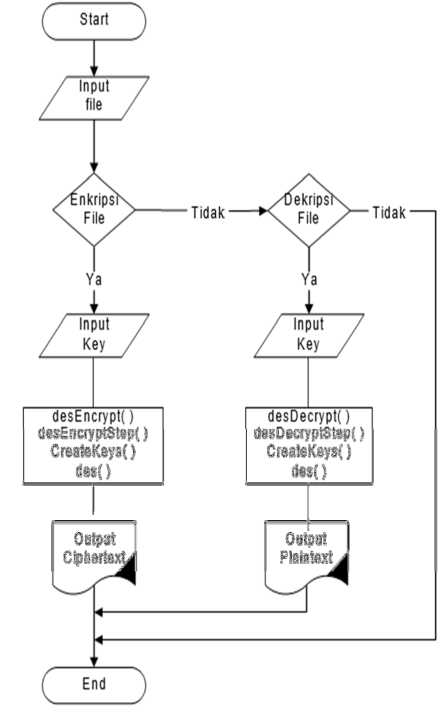 Start
Input
file
Enkripsi
File
Tidak
Dekripsi
File
Tidak
Ya
Ya
Input
Key
Input
Key
desEncrypt( )
desEncryptStep( )
CreateKeys( )
des( )
desDecrypt( )
desDecryptStep( )
CreateKeys( )
des( )
Output
Ciphertext
Output
Plaintext
End